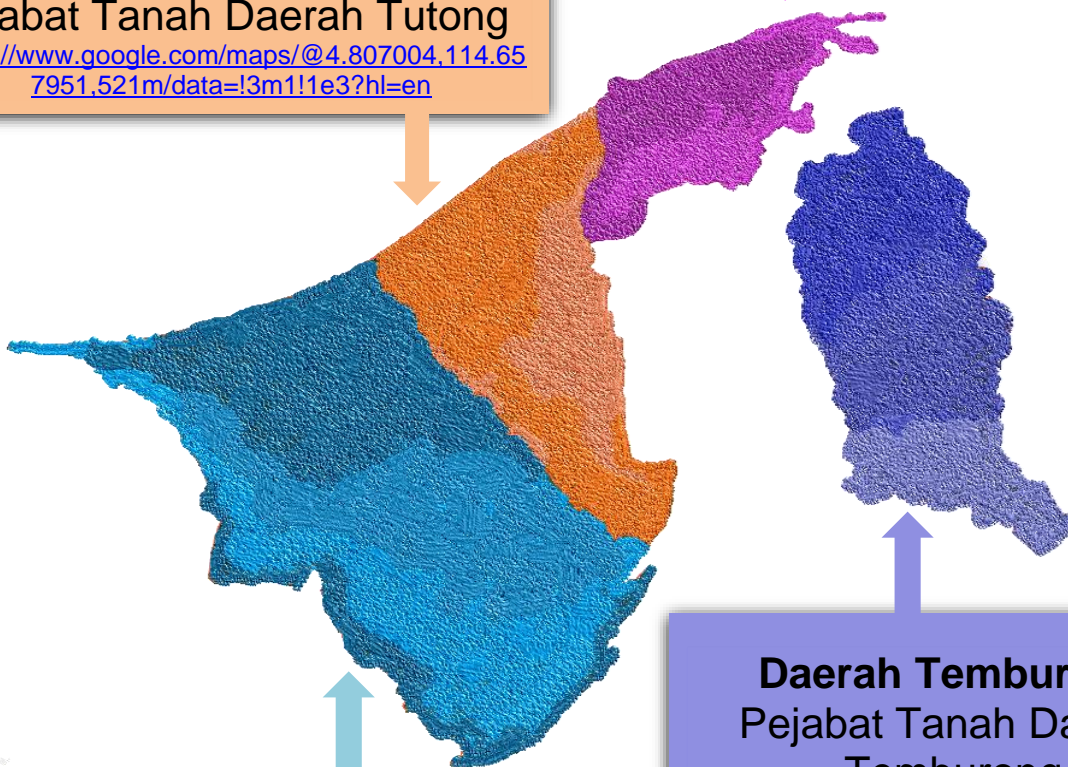 abat Tanah Daerah Tutong
//www.google.com/maps/@4.807004,114.65
7951,521m/data=!3m1!1e3?hl=en
Daerah Tembur
Pejabat Tanah Da
Temburong